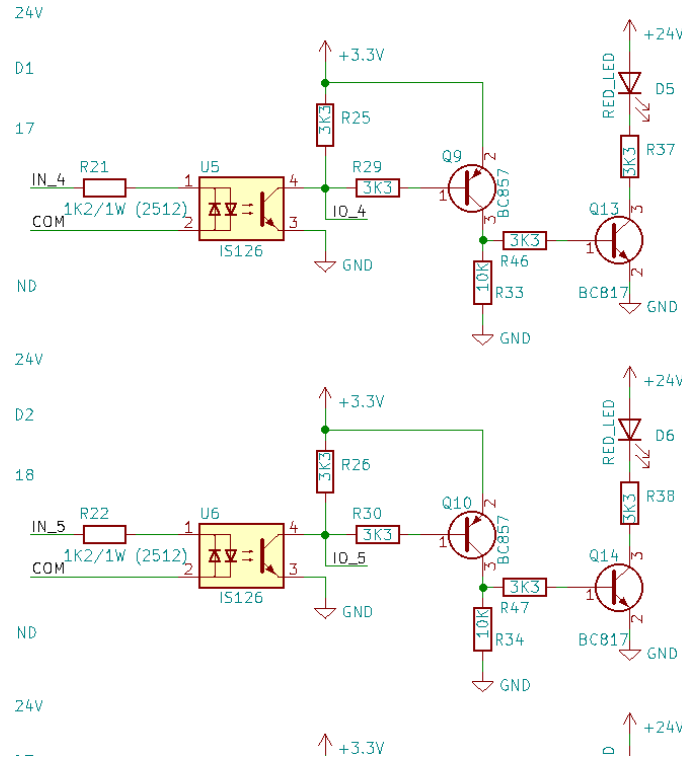 24V
+24V
+3.3V
RED_LED
D5
D1
3K3 R25
17
Q9
3K3 R37
R21
U5
R29
2
IN_4
1
4
3K3
1
BC857
Q13
3
COM
1K2/1W (2512)
2
3
IO_4
3
3K3
1
IS126
R46
2
GND
10K
R33
BC817
ND
GND
GND
24V
+24V
+3.3V
RED_LED
D6
D2
3K3 R26
18
Q10
3K3 R38
R22
U6
R30
2
IN_5
1
4
3K3
1
BC857
Q14
3
COM
1K2/1W (2512)
2
3
IO_5
3
3K3
1
IS126
R47
2
GND
10K
R34
BC817
ND
GND
GND
24V
+24V
+3.3V
D